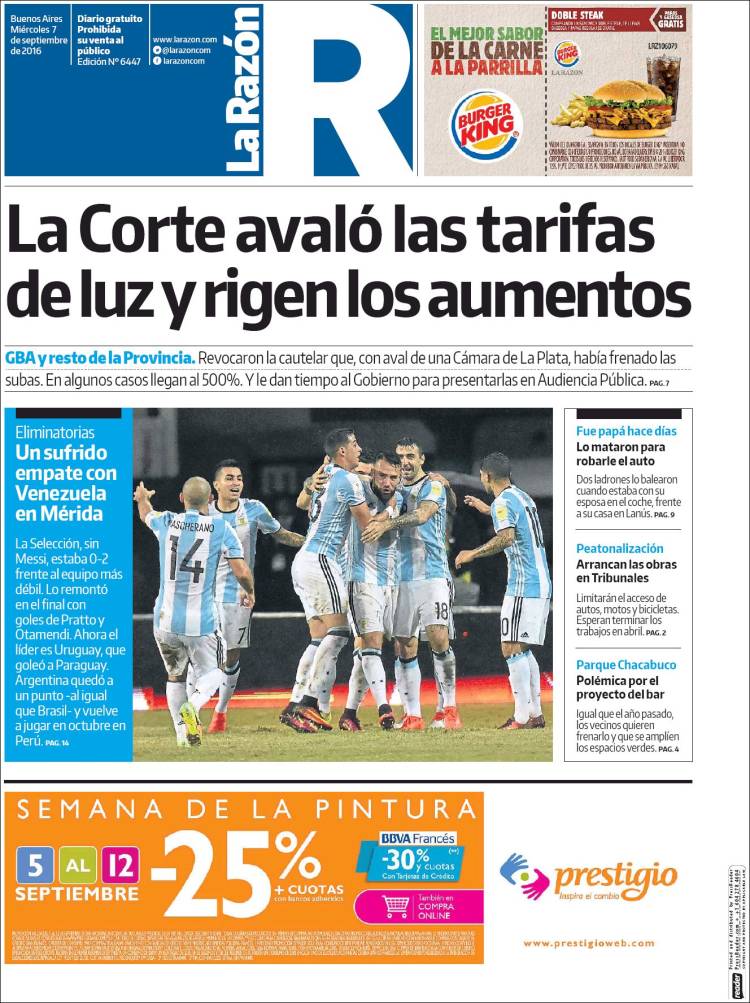 Buenos Aires
Miércoles 7
de septiembre
de 2016
Diario gratuito
Prohibida
su venta al
público
Edición Nº 6447
www.larazon.com
@larazoncom
larazoncom
La Razón
R
EL MEJOR SABOR
DE LA CARNE
A LA PARRILLA
BURGER
KING
DOBLE STEAK
GRATIS
LRZ106079
BURGER
KING
LA RAZON
La Corte avaló las tarifas
de luz y rigen los aumentos
GBA y resto de la Provincia. Revocaron la cautelar que, con aval de una Cámara de La Plata, había frenado las
subas. En algunos casos llegan al 500%. Y le dan tiempo al Gobierno para presentarlas en Audiencia Pública. PAG. 7
Eliminatorias
Un sufrido
empate con
Venezuela
en Mérida
La Selección, sin
Messi, estaba 0-2
frente al equipo más
débil. Lo remontó
en el final con
goles de Pratto y
Otamendi. Ahora el
líder es Uruguay, que
goleó a Paraguay.
Argentina quedó a
un punto -al igual
que Brasil- y vuelve
a jugar en octubre en
Perú. PAG. 14
MASCHERANO
14
7
18
10
Fue papá hace días
Lo mataron para
robarle el auto
Dos ladrones lo balearon
cuando estaba con su
esposa en el coche, frente
a su casa en Lanús. PAG. 9
Peatonalización
Arrancan las obras
en Tribunales
Limitarán el acceso de
autos, motos y bicicletas.
Esperan terminar los
trabajos en abril. PAG. 2
Parque Chacabuco
Polémica por el
proyecto del bar
Igual que el año pasado,
los vecinos quieren
frenarlo y que se amplíen
los espacios verdes. PAG. 4
SEMANA DE LA PINTURA
5 AL 12
SEPTIEMBRE
-25%
+ CUOTAS
con bancos adheridos
BBVA Francés
-30% (**)
y cuotas
Con Tarjetas de Crédito
También en
COMPRA
ONLINE
prestigio
Inspira el cambio
www.prestigioweb.com
Printed and distributed by PressReader